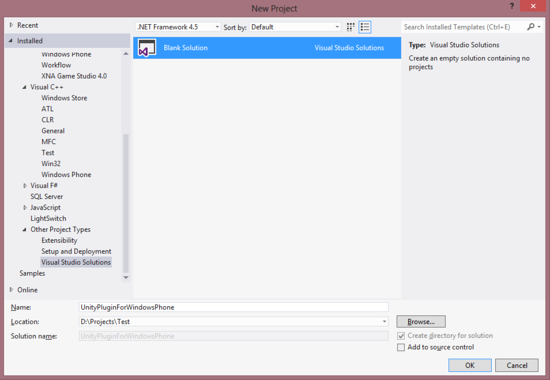 New Project
Recent
.NET Framework 4.5
Sort by:
Default
Search Installed Templates (Ctrl+E)
Installed
Windows Phone
Workflow
XNA Game Studio 4.0
Visual C++
Windows Store
ATL
CLR
General
MFC
Test
Win32
Windows Phone
Visual F#
SQL Server
JavaScript
LightSwitch
Other Project Types
Extensibility
Setup and Deployment
Visual Studio Solutions
Samples
Online
Blank Solution
Visual Studio Solutions
Type: Visual Studio Solutions
Create an empty solution containing no
projects
Name:
UnityPluginForWindowsPhone
Location:
D:\Projects\Test
Browse...
Solution name:
UnityPluginForWindowsPhone
Create directory for solution
Add to source control
OK
Cancel